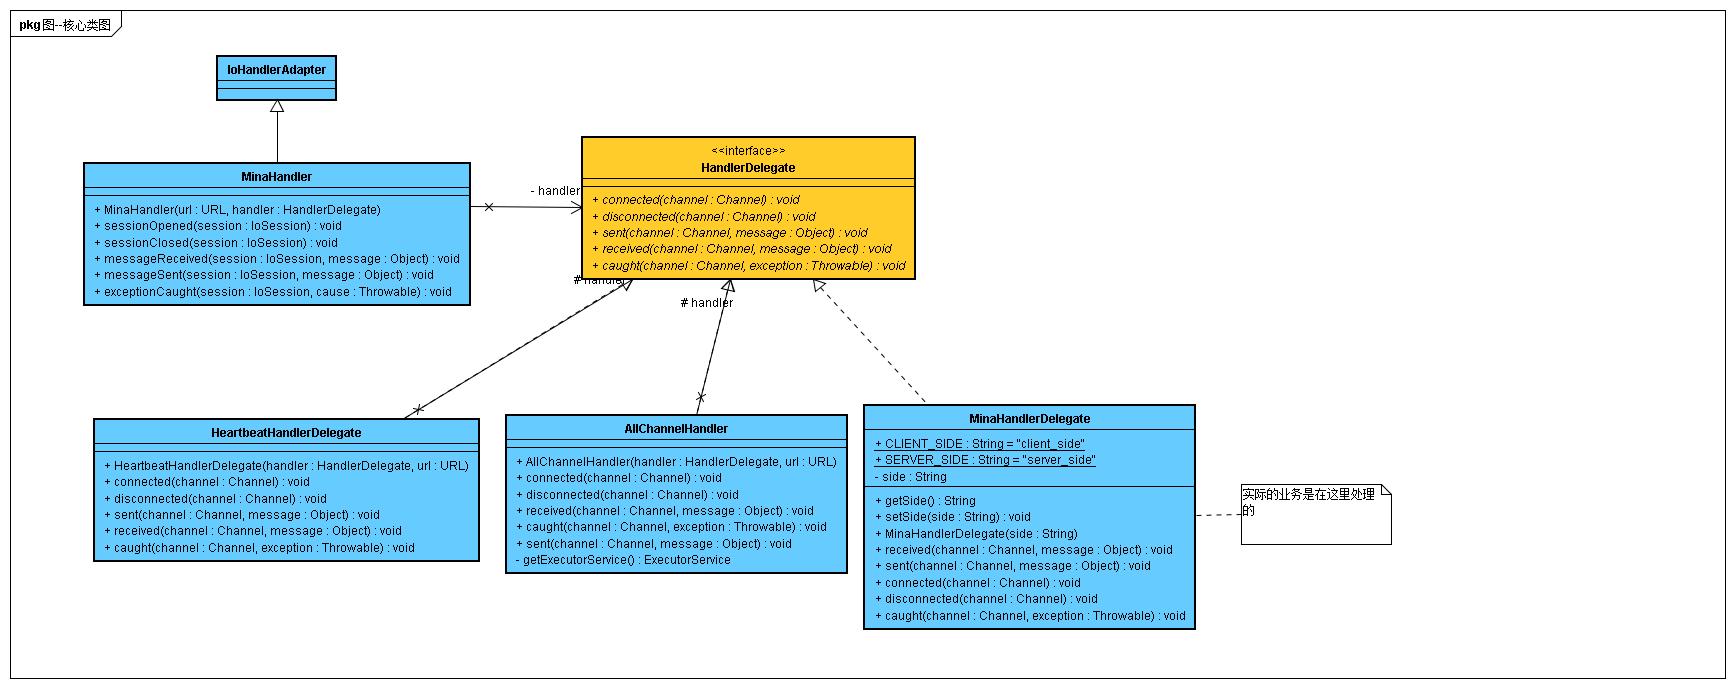 pkg 图--核心类图
IoHandlerAdapter
MinaHandler
+ MinaHandler(url : URL, handler : HandlerDelegate)
+ sessionOpened(session : IoSession) : void
+ sessionClosed(session : IoSession) : void
+ messageReceived(session : IoSession, message : Object) : void
+ messageSent(session : IoSession, message : Object) : void
+ exceptionCaught(session : IoSession, cause : Throwable) : void
- handler
<<interface>>
HandlerDelegate
+ connected(channel : Channel) : void
+ disconnected(channel : Channel) : void
+ sent(channel : Channel, message : Object) : void
+ received(channel : Channel, message : Object) : void
+ caught(channel : Channel, exception : Throwable) : void
# handler
# handler
HeartbeatHandlerDelegate
+ HeartbeatHandlerDelegate(handler : HandlerDelegate, url : URL)
+ connected(channel : Channel) : void
+ disconnected(channel : Channel) : void
+ sent(channel : Channel, message : Object) : void
+ received(channel : Channel, message : Object) : void
+ caught(channel : Channel, exception : Throwable) : void
AllChannelHandler
+ AllChannelHandler(handler : HandlerDelegate, url : URL)
+ connected(channel : Channel) : void
+ disconnected(channel : Channel) : void
+ received(channel : Channel, message : Object) : void
+ caught(channel : Channel, exception : Throwable) : void
+ sent(channel : Channel, message : Object) : void
- getExecutorService() : ExecutorService
MinaHandlerDelegate
+ CLIENT_SIDE : String = "client_side"
+ SERVER_SIDE : String = "server_side"
- side : String
+ getSide() : String
+ setSide(side : String) : void
+ MinaHandlerDelegate(side : String)
+ received(channel : Channel, message : Object) : void
+ sent(channel : Channel, message : Object) : void
+ connected(channel : Channel) : void
+ disconnected(channel : Channel) : void
+ caught(channel : Channel, exception : Throwable) : void
实际的业务是在这里处理
的